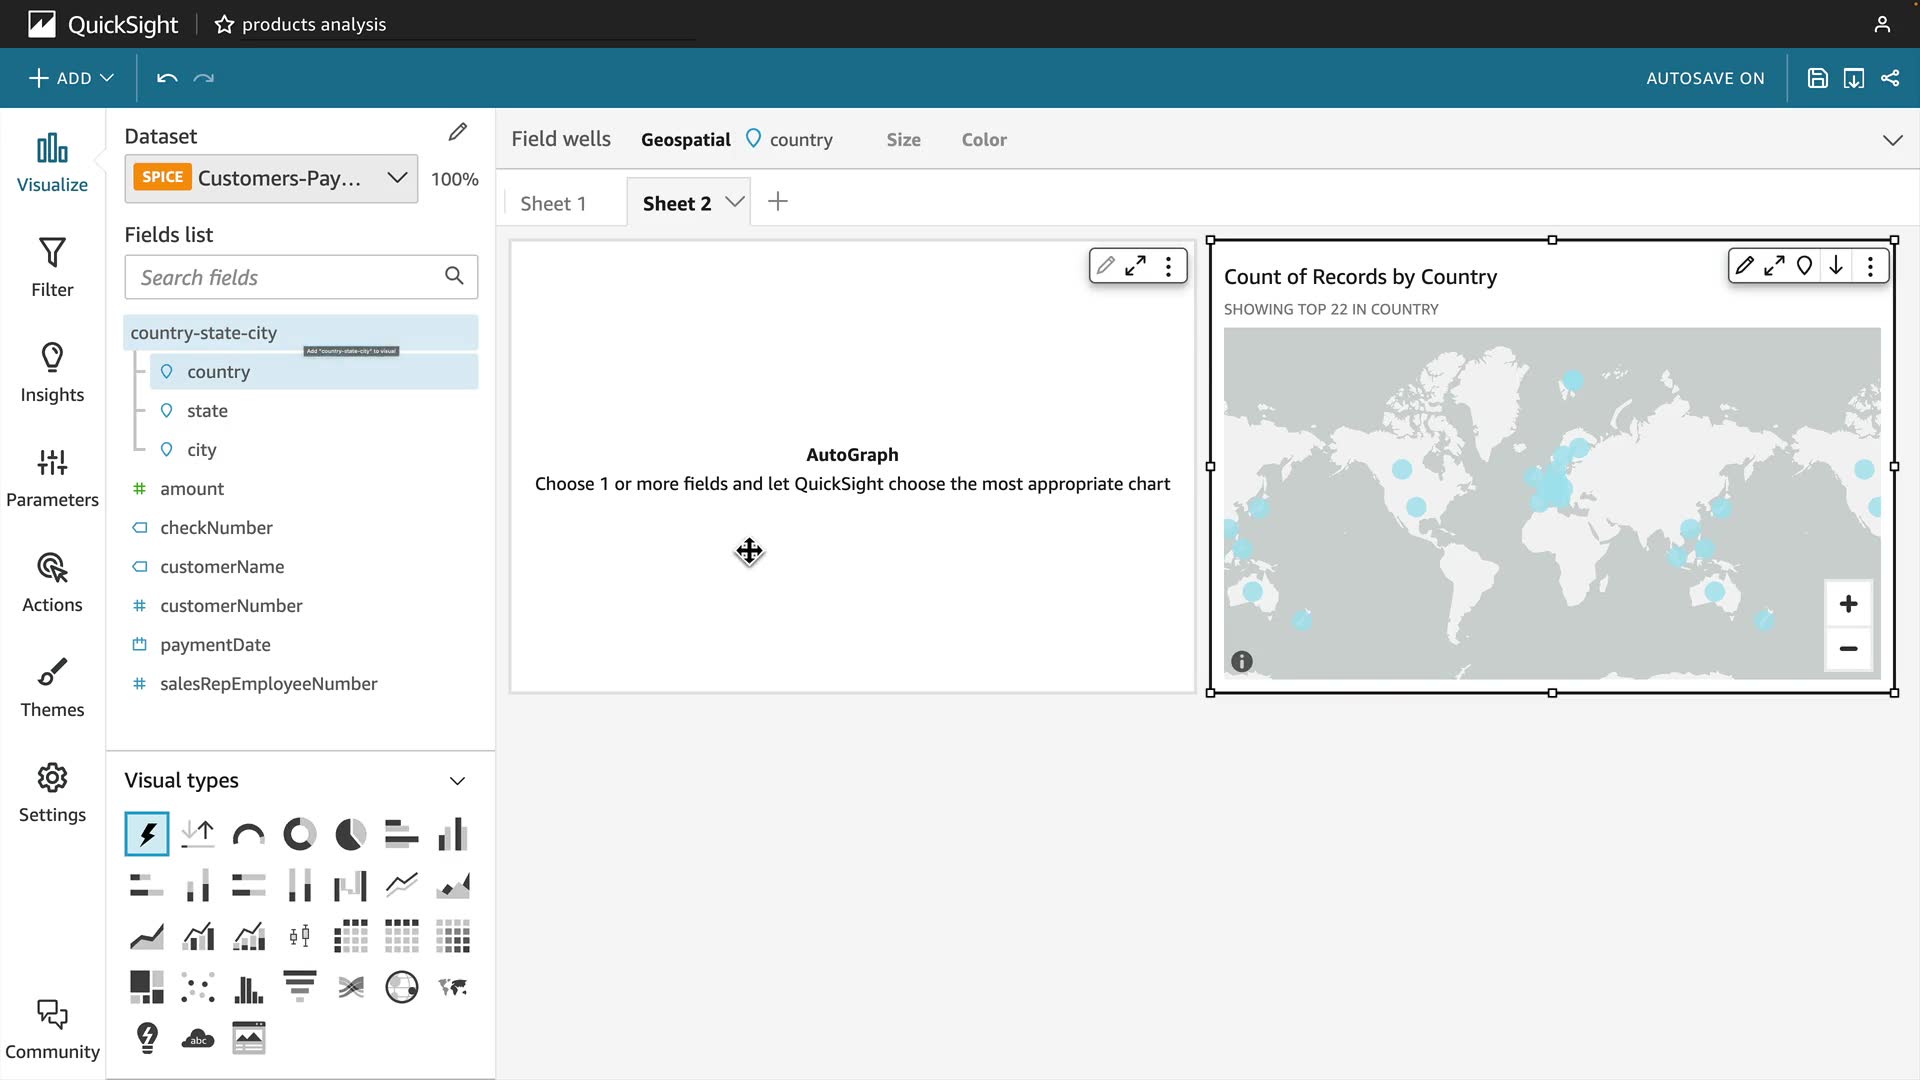 QuickSight
products analysis
ADD
AUTOSAVE ON
Visualize
Filter
Insights
Parameters
Actions
Themes
Settings
Community
Dataset
SPICE Customers-Pay... 100%
Fields list
Search fields
country-state-city
Add "country-state-city" to visual
country
state
city
amount
checkNumber
customerName
customerNumber
paymentDate
salesRepEmployeeNumber
Visual types
abc
Field wells Geospatial country Size Color
Sheet 1 Sheet 2
AutoGraph
Choose 1 or more fields and let QuickSight choose the most appropriate chart
Count of Records by Country
SHOWING TOP 22 IN COUNTRY